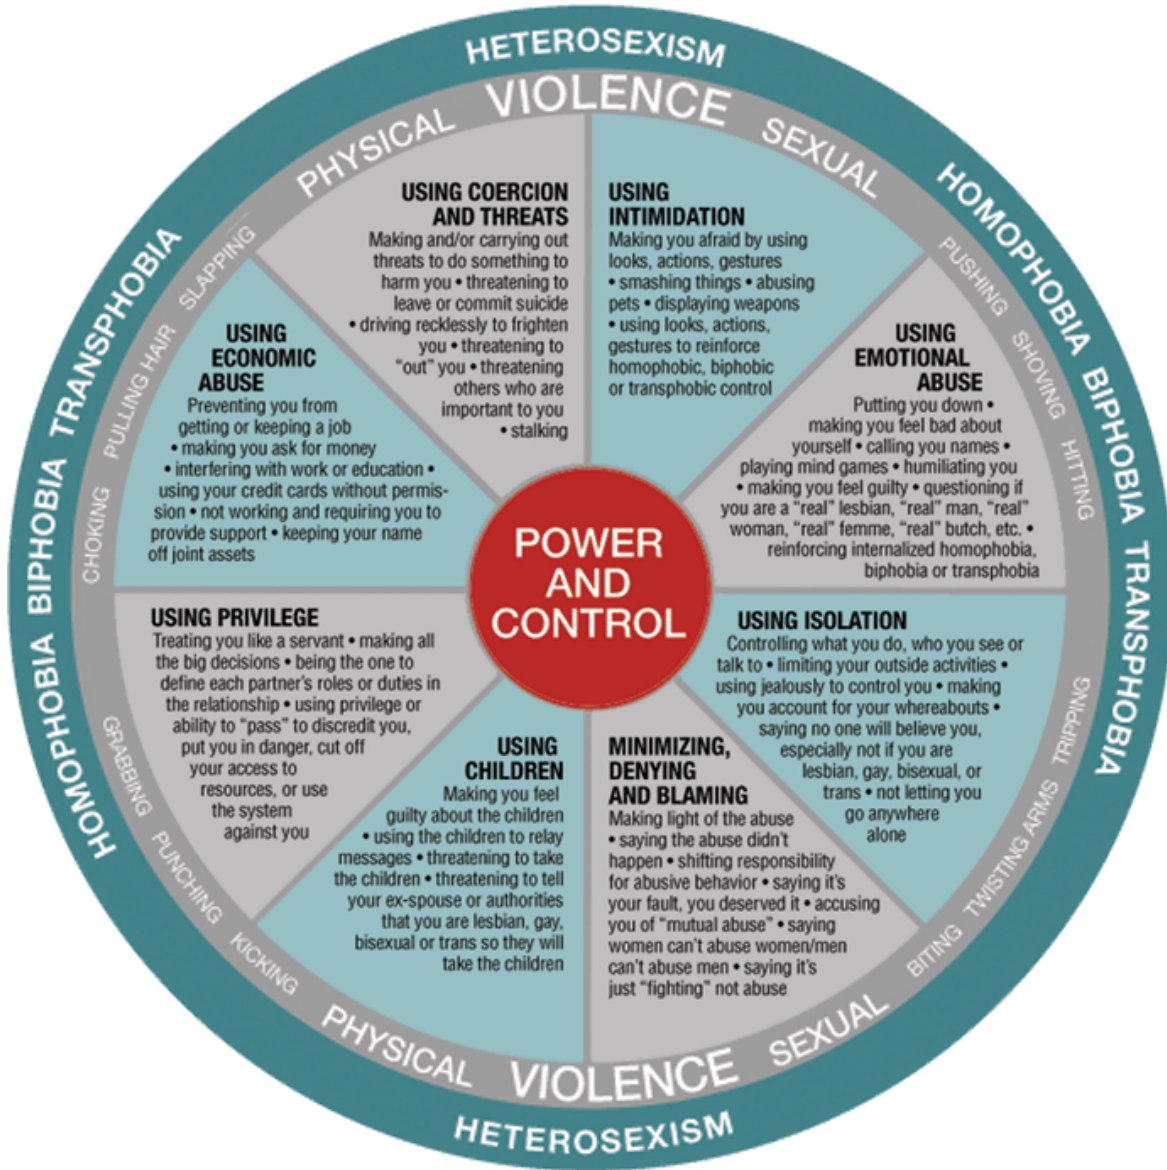 HETEROSEXISM
HOMOPHOBIA BIPHOBIA TRANSPHOBIA
HOMOPHOBIA BIPHOBIA TRANSPHOBIA
HETEROSEXISM
PHYSICAL VIOLENCE SEXUAL
PUSHING SHOVING HITTING
TRIPPING TWISTING ARMS BITING
PHYSICAL VIOLENCE SEXUAL
KICKING PUNCHING GRABBING
CHOKING PULLING HAIR SLAPPING
USING COERCION
AND THREATS
Making and/or carrying out
threats to do something to
harm you • threatening to
leave or commit suicide
• driving recklessly to frighten
you • threatening to
“out” you • threatening
others who are
important to you
• stalking
USING
INTIMIDATION
Making you afraid by using
looks, actions, gestures
• smashing things • abusing
pets • displaying weapons
• using looks, actions,
gestures to reinforce
homophobic, biphobic
or transphobic control
USING
EMOTIONAL
ABUSE
Putting you down •
making you feel bad about
yourself • calling you names •
playing mind games • humiliating you
• making you feel guilty • questioning if
you are a “real” lesbian, “real” man, “real”
woman, “real” femme, “real” butch, etc. •
reinforcing internalized homophobia,
biphobia or transphobia
USING ISOLATION
Controlling what you do, who you see or
talk to • limiting your outside activities •
using jealously to control you • making
you account for your whereabouts •
saying no one will believe you,
especially not if you are
lesbian, gay, bisexual, or
trans • not letting you
go anywhere
alone
MINIMIZING,
DENYING
AND BLAMING
Making light of the abuse
• saying the abuse didn’t
happen • shifting responsibility
for abusive behavior • saying it’s
your fault, you deserved it • accusing
you of “mutual abuse” • saying
women can’t abuse women/men
can’t abuse men • saying it’s
just “fighting” not abuse
USING
CHILDREN
Making you feel
guilty about the children
• using the children to relay
messages • threatening to take
the children • threatening to tell
your ex-spouse or authorities
that you are lesbian, gay,
bisexual or trans so they will
take the children
USING PRIVILEGE
Treating you like a servant • making all
the big decisions • being the one to
define each partner’s roles or duties in
the relationship • using privilege or
ability to “pass” to discredit you,
put you in danger, cut off
your access to
resources, or use
the system
against you
USING
ECONOMIC
ABUSE
Preventing you from
getting or keeping a job
• making you ask for money
• interfering with work or education •
using your credit cards without permis-
sion • not working and requiring you to
provide support • keeping your name
off joint assets
POWER
AND
CONTROL